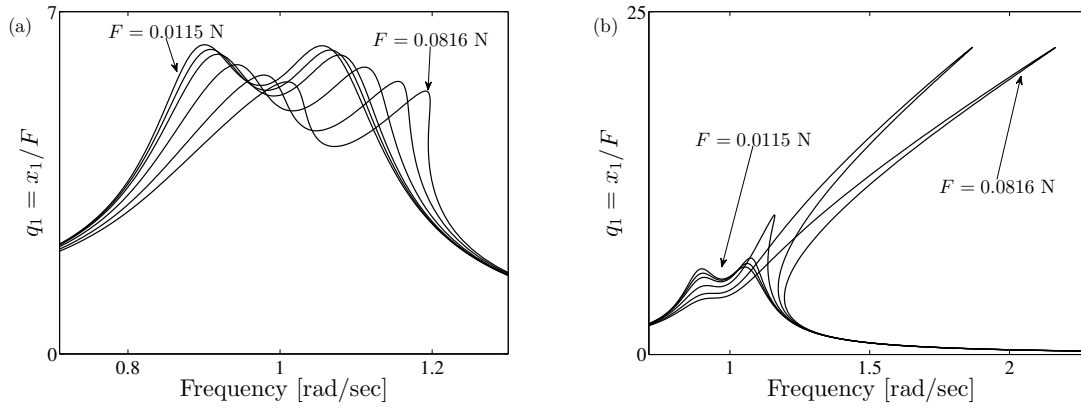 (a)
7
F = 0.0115 N
F = 0.0816 N
q₁ = x₁/F
0
0.8
1
1.2
Frequency [rad/sec]
(b)
25
F = 0.0115 N
F = 0.0816 N
q₁ = x₁/F
0
1
1.5
2
Frequency [rad/sec]